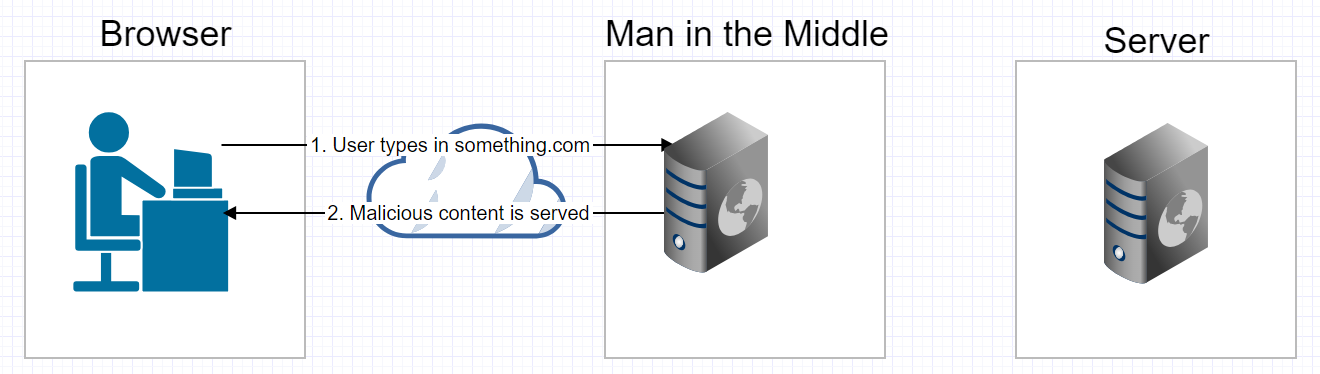 Browser
Man in the Middle
Server
1. User types in something.com
2. Malicious content is served